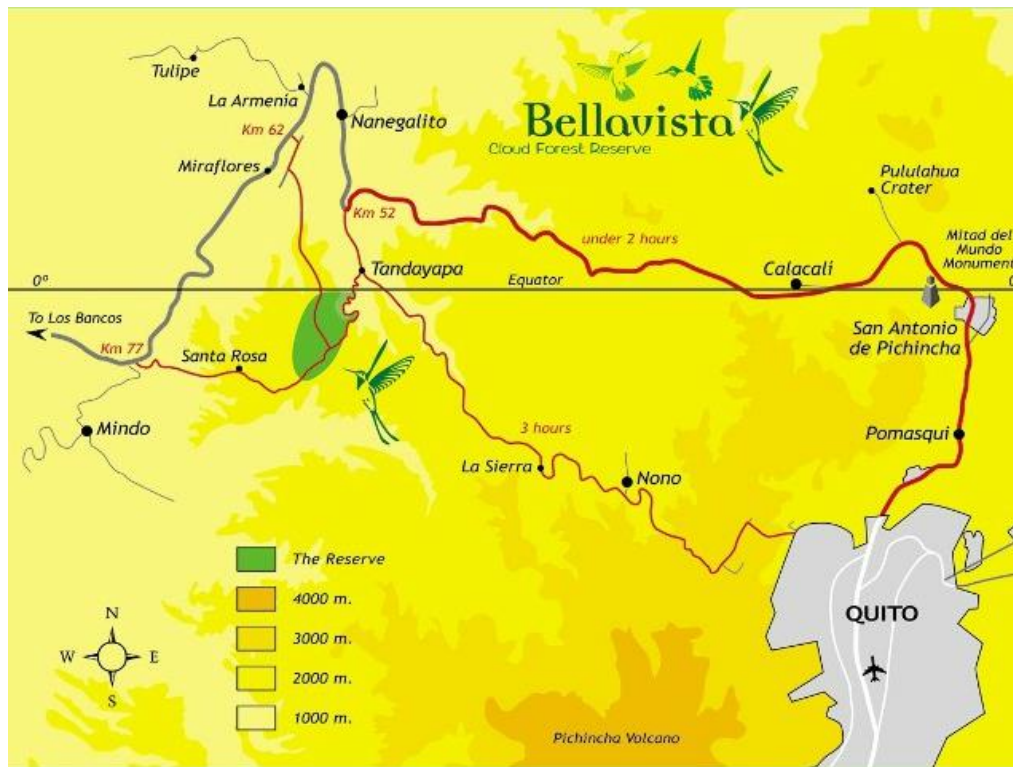 Tulipe
La Armenia
Nanegalito
Km 62
Miraflores
Bellavista
Cloud Forest Reserve
Pululahua
Crater
Km 52
under 2 hours
Mitad del
Mundo
Monument
Tandayapa
Calacali
0º
Equator
0
To Los Bancos
Km 77
Santa Rosa
San Antonio
de Pichincha
Mindo
3 hours
Pomasqui
La Sierra
Nono
The Reserve
4000 m.
3000 m.
2000 m.
1000 m.
N
W
E
S
QUITO
Pichincha Volcano